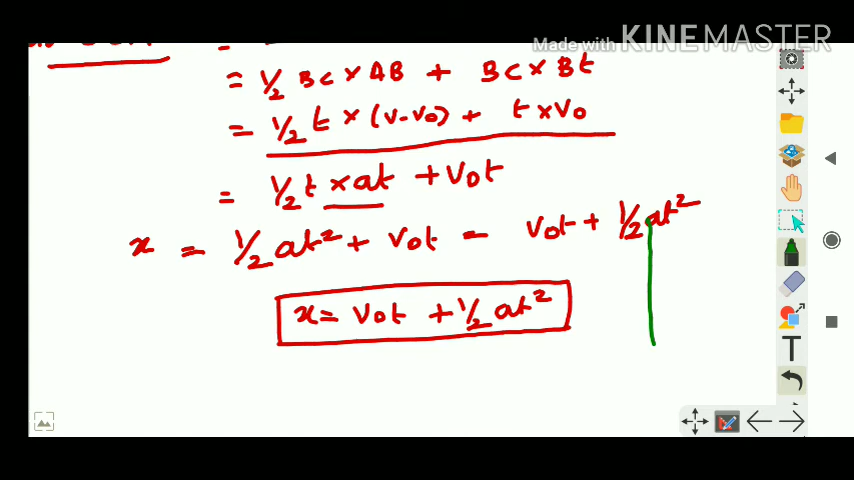 Made with KINEMASTER
=
= 1/2 BC × AB + BC × Bt
= 1/2 t × (v-v0) + t × v0
= 1/2 t × at + v0t
x = 1/2 at² + v0t = v0t + 1/2 at²
x = v0t + 1/2 at²
T